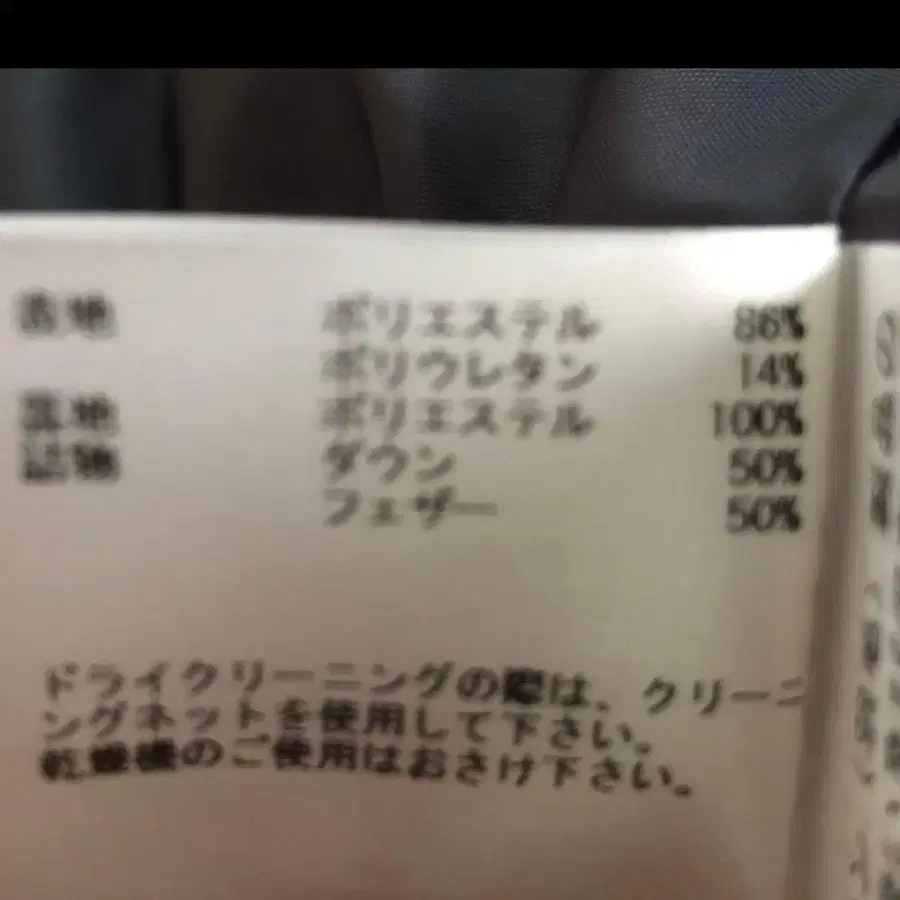 表地 ポリエステル 86%
ポリウレタン 14%
裏地 ポリエステル 100%
詰物 ダウン 50%
フェザー 50%
ドライクリーニングの際は、クリーニ
ングネットを使用して下さい。
乾燥機のご使用はおさけ下さい。